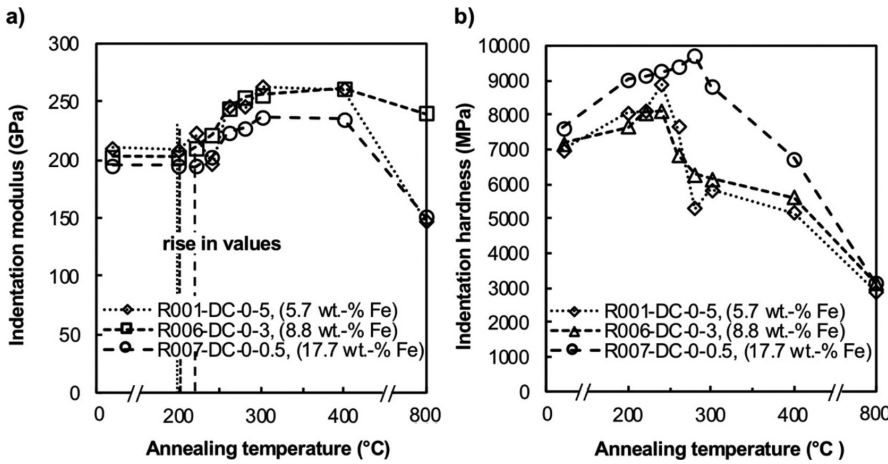 a)
300
250
200
150
100
50
0
Indentation modulus (GPa)
rise in values
R001-DC-0-5, (5.7 wt.-% Fe)
R006-DC-0-3, (8.8 wt.-% Fe)
R007-DC-0-0.5, (17.7 wt.-% Fe)
0 200 300 400 800
Annealing temperature (°C)
b)
10000
9000
8000
7000
6000
5000
4000
3000
2000
1000
0
Indentation hardness (MPa)
R001-DC-0-5, (5.7 wt.-% Fe)
R006-DC-0-3, (8.8 wt.-% Fe)
R007-DC-0-0.5, (17.7 wt.-% Fe)
0 200 300 400 800
Annealing temperature (°C )